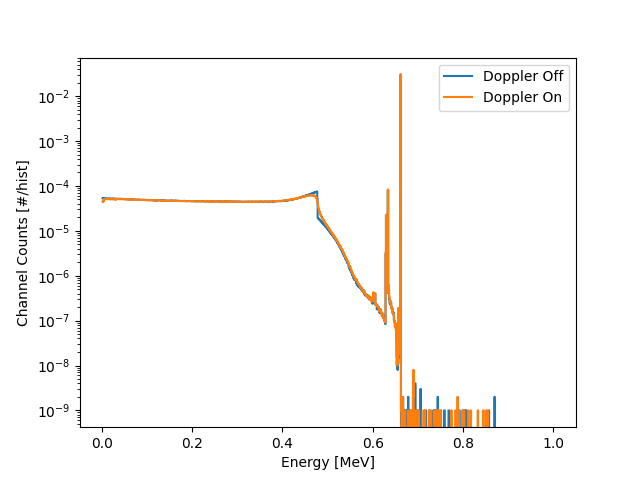 Doppler Off
Doppler On
Channel Counts [#/hist]
10⁻²
10⁻³
10⁻⁴
10⁻⁵
10⁻⁶
10⁻⁷
10⁻⁸
10⁻⁹
0.0 0.2 0.4 0.6 0.8 1.0
Energy [MeV]